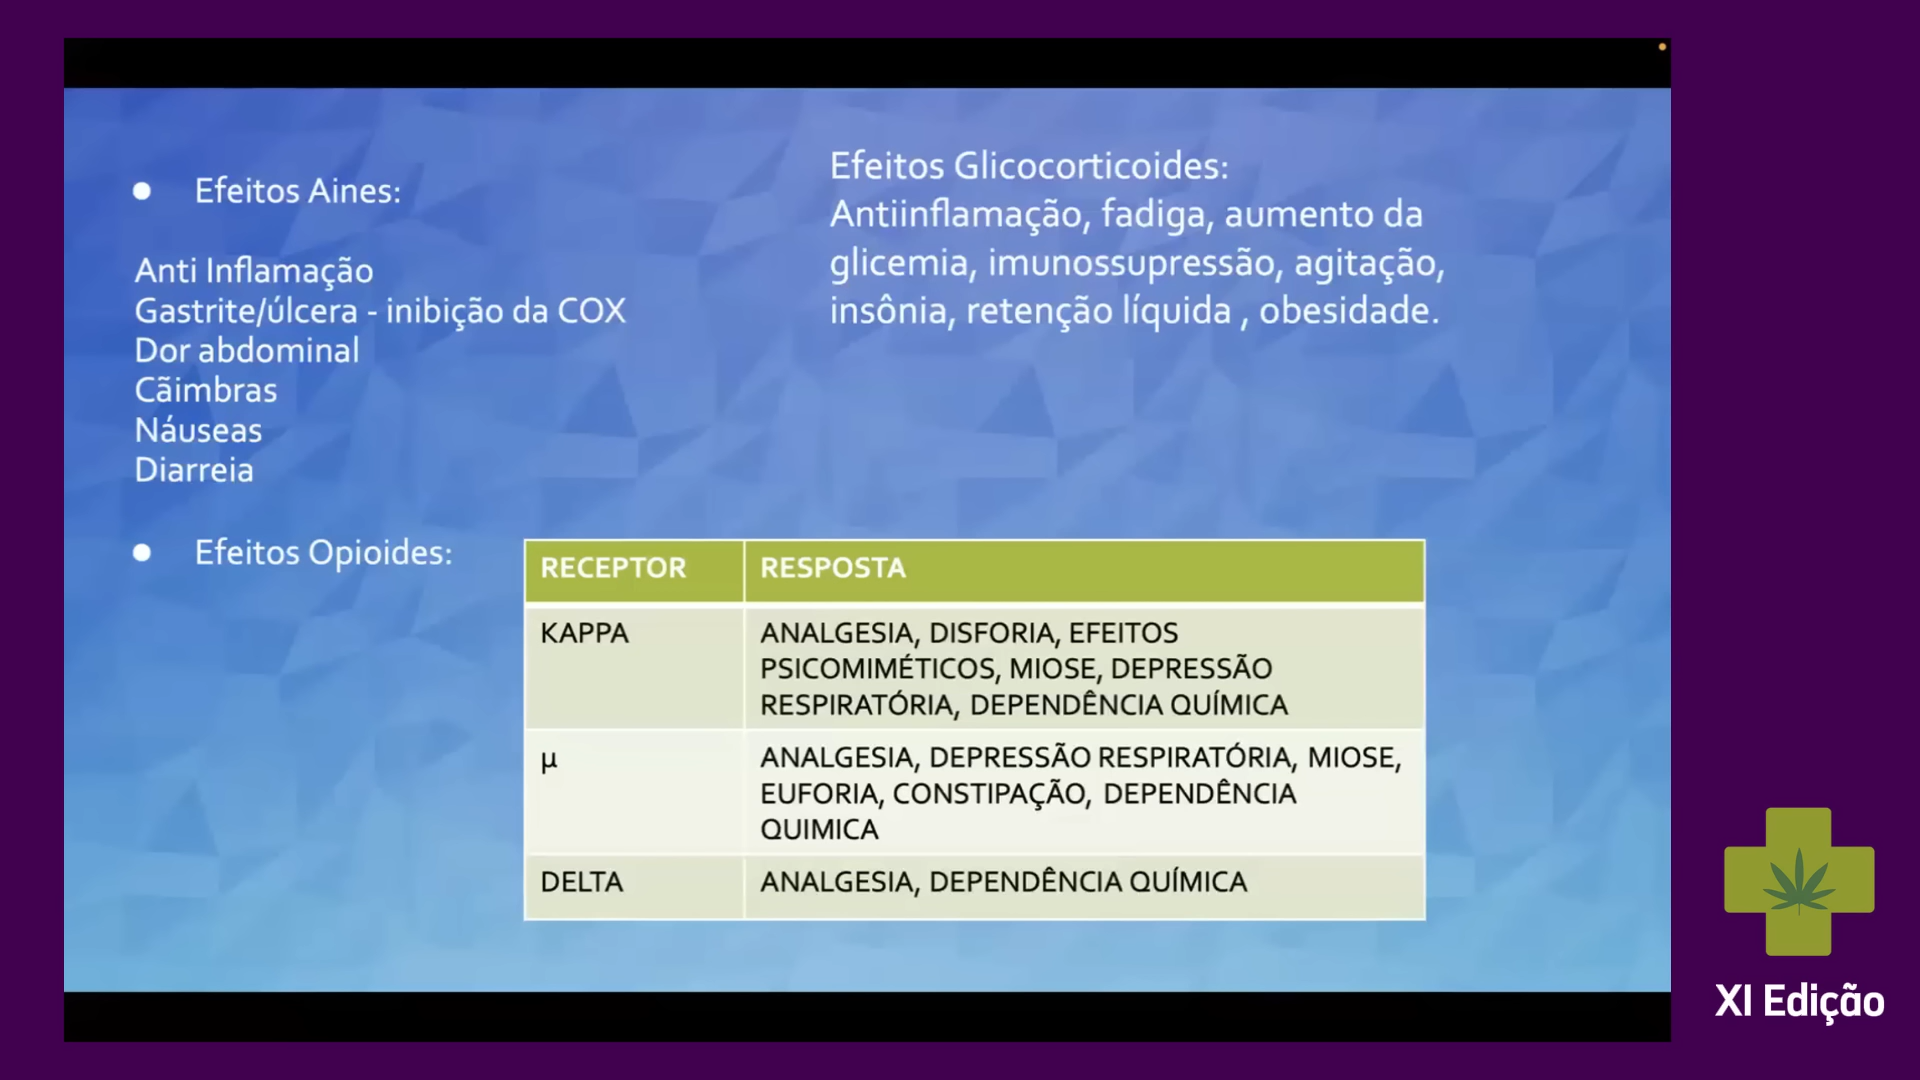 Efeitos Aines:
Anti Inflamação
Gastrite/úlcera - inibição da COX
Dor abdominal
Cãimbras
Náuseas
Diarreia
Efeitos Glicocorticoides:
Antiinflamação, fadiga, aumento da
glicemia, imunossupressão, agitação,
insônia, retenção líquida , obesidade.
Efeitos Opioides:
RECEPTOR RESPOSTA
KAPPA ANALGESIA, DISFORIA, EFEITOS
PSICOMIMÉTICOS, MIOSE, DEPRESSÃO
RESPIRATÓRIA, DEPENDÊNCIA QUÍMICA
µ ANALGESIA, DEPRESSÃO RESPIRATÓRIA, MIOSE,
EUFORIA, CONSTIPAÇÃO, DEPENDÊNCIA
QUIMICA
DELTA ANALGESIA, DEPENDÊNCIA QUÍMICA
XI Edição